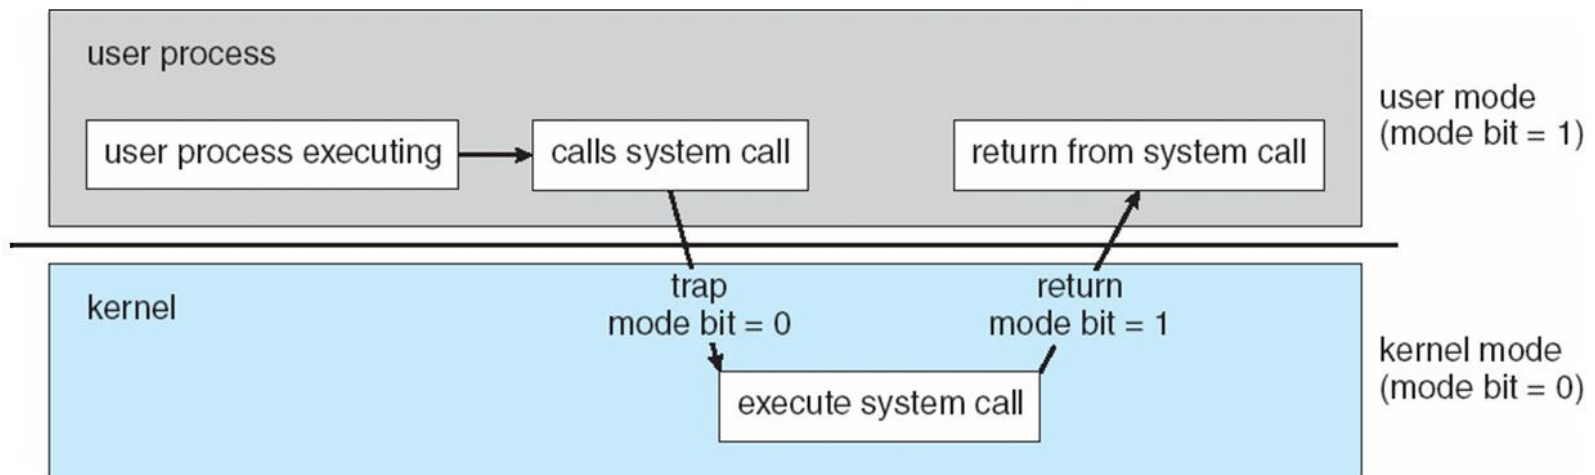 user process
user process executing
calls system call
return from system call
user mode
(mode bit = 1)
kernel
trap
mode bit = 0
return
mode bit = 1
kernel mode
(mode bit = 0)
execute system call